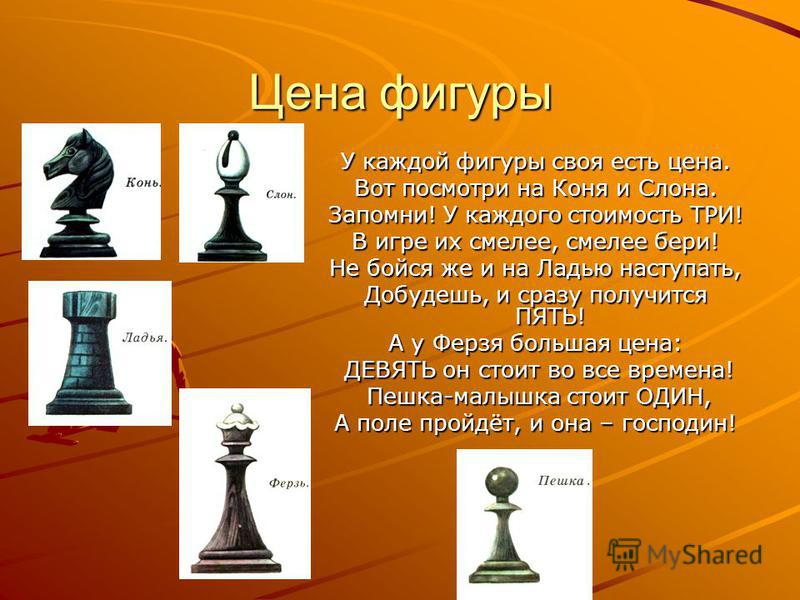 Цена фигуры
Конь.
Слон.
Ладья.
Ферзь.
У каждой фигуры своя есть цена.
Вот посмотри на Коня и Слона.
Запомни! У каждого стоимость ТРИ!
В игре их смелее, смелее бери!
Не бойся же и на Ладью наступать,
Добудешь, и сразу получится
ПЯТЬ!
А у Ферзя большая цена:
ДЕВЯТЬ он стоит во все времена!
Пешка-малышка стоит ОДИН,
А поле пройдёт, и она – господин!
Пешка.
MyShared